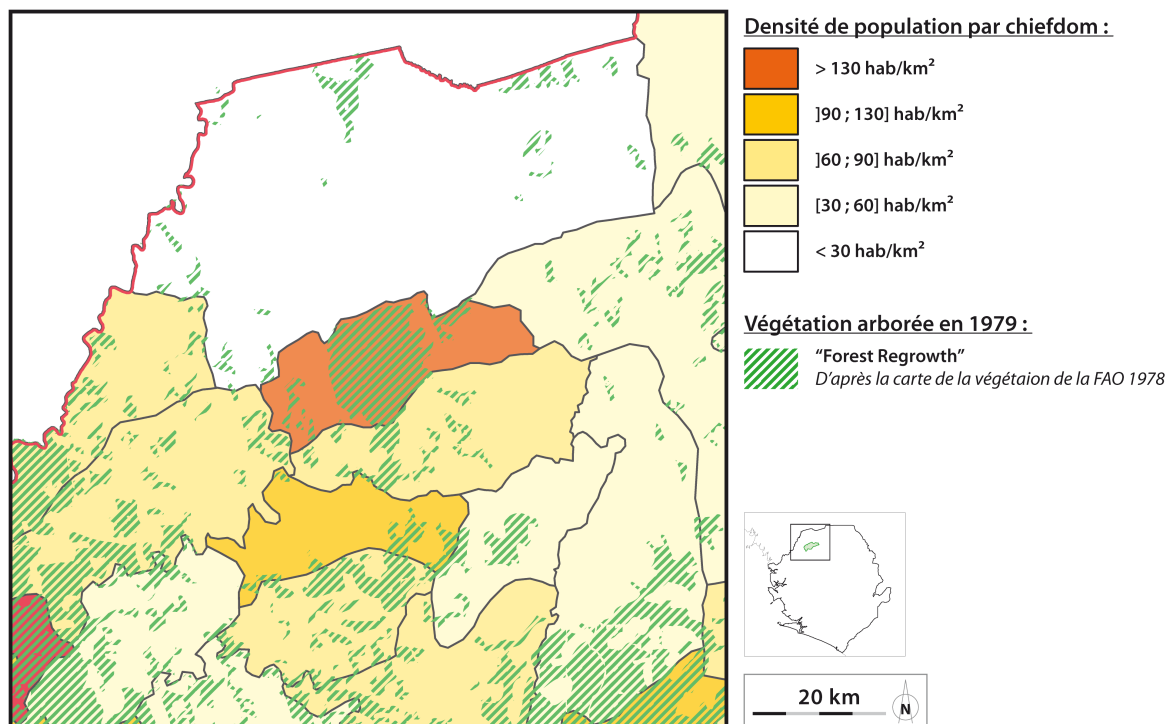 Densité de population par chiefdom :
> 130 hab/km²
]90 ; 130] hab/km²
]60 ; 90] hab/km²
[30 ; 60] hab/km²
< 30 hab/km²
Végétation arborée en 1979 :
“Forest Regrowth”
D’après la carte de la végétaion de la FAO 1978
20 km
N